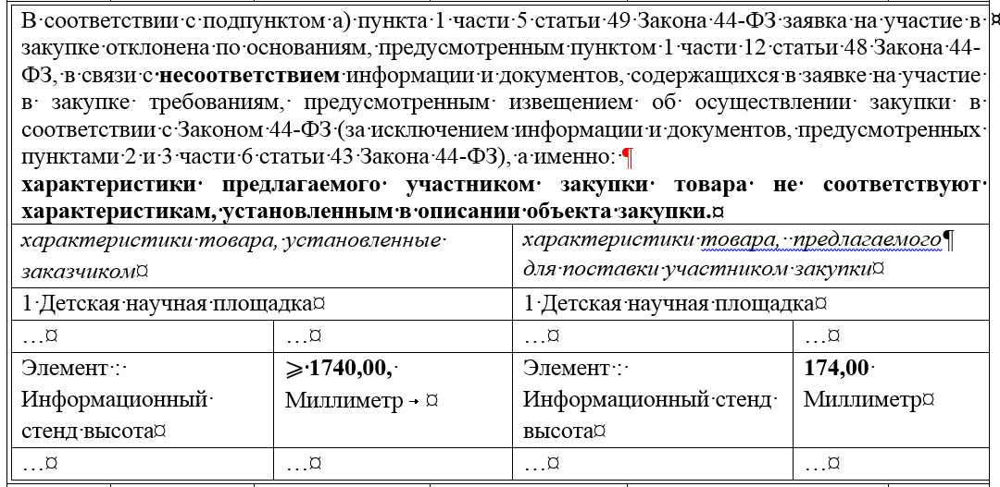 В соответствии с подпунктом а) пункта 1 части 5 статьи 49 Закона 44-ФЗ заявка на участие в
закупке отклонена по основаниям, предусмотренным пунктом 1 части 12 статьи 48 Закона 44-
ФЗ, в связи с несоответствием информации и документов, содержащихся в заявке на участие
в закупке требованиям, предусмотренным извещением об осуществлении закупки в
соответствии с Законом 44-ФЗ (за исключением информации и документов, предусмотренных
пунктами 2 и 3 части 6 статьи 43 Закона 44-ФЗ), а именно: ¶
характеристики предлагаемого участником закупки товара не соответствуют
характеристикам, установленным в описании объекта закупки.¤
характеристики товара, установленные
заказчиком¤
характеристики товара, предлагаемого¶
для поставки участником закупки¤
1 Детская научная площадка¤
1 Детская научная площадка¤
…¤
…¤
…¤
…¤
Элемент :
Информационный
стенд высота¤
⩾ 1740,00,
Миллиметр → ¤
Элемент :
Информационный стенд
высота¤
174,00
Миллиметр¤
…¤
…¤
…¤
…¤